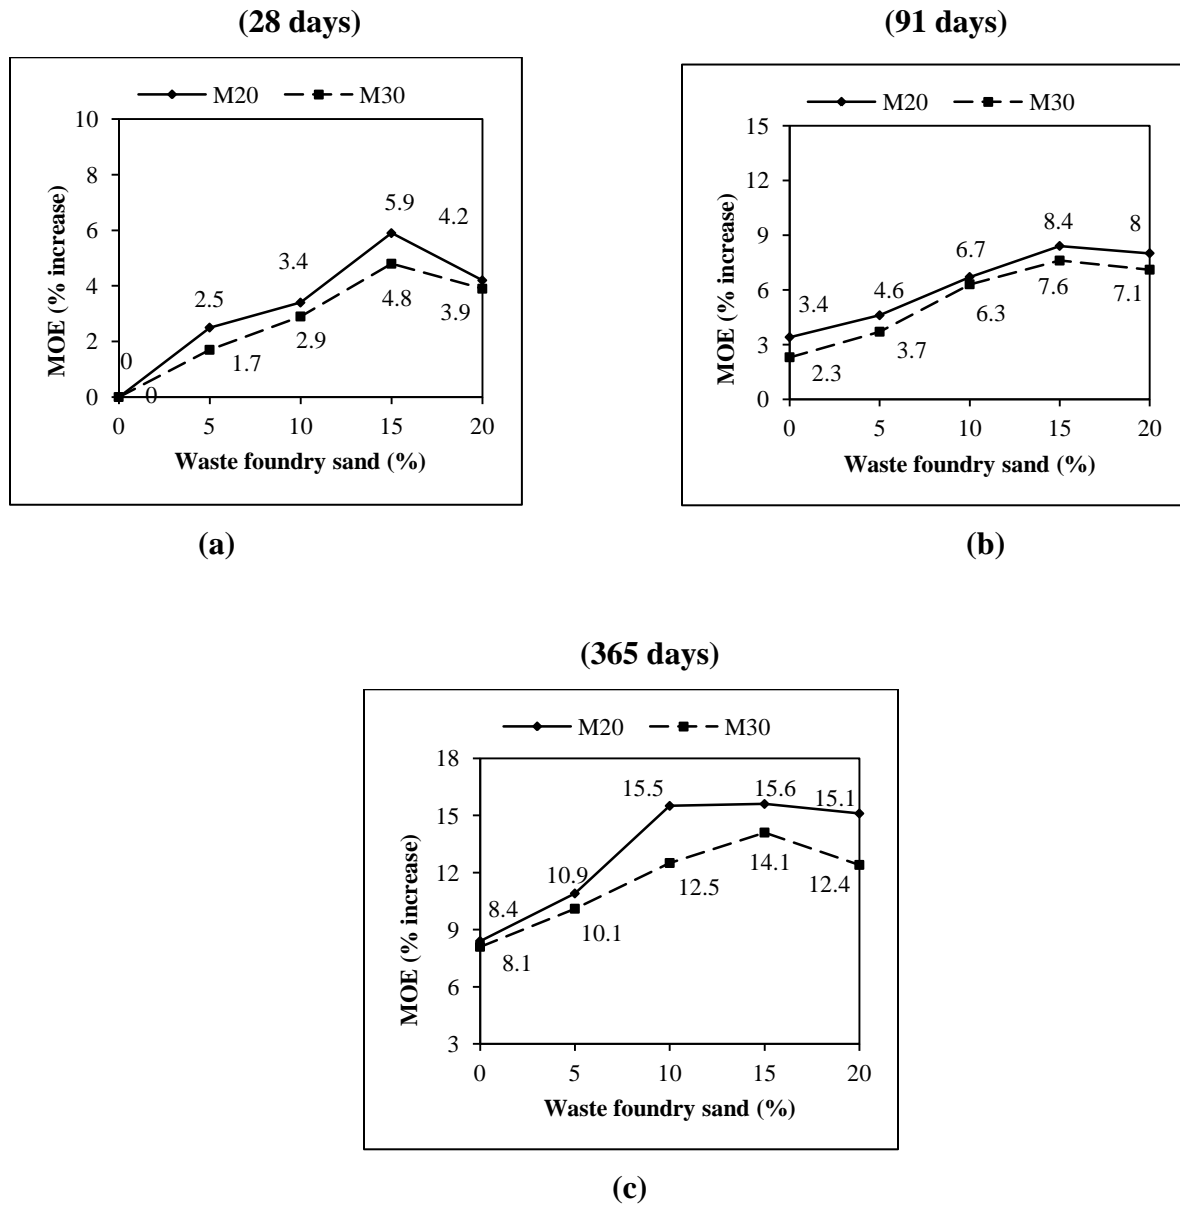 (28 days)
M20 M30
10
8
6
4
2
0
MOE (% increase)
0 2.5 3.4 5.9 4.2
0 1.7 2.9 4.8 3.9
0 5 10 15 20
Waste foundry sand (%)
(a)
(91 days)
M20 M30
15
12
9
6
3
0
MOE (% increase)
3.4 4.6 6.7 8.4 8
2.3 3.7 6.3 7.6 7.1
0 5 10 15 20
Waste foundry sand (%)
(b)
(365 days)
M20 M30
18
15
12
9
6
3
MOE (% increase)
8.4 10.9 15.5 15.6 15.1
8.1 10.1 12.5 14.1 12.4
0 5 10 15 20
Waste foundry sand (%)
(c)